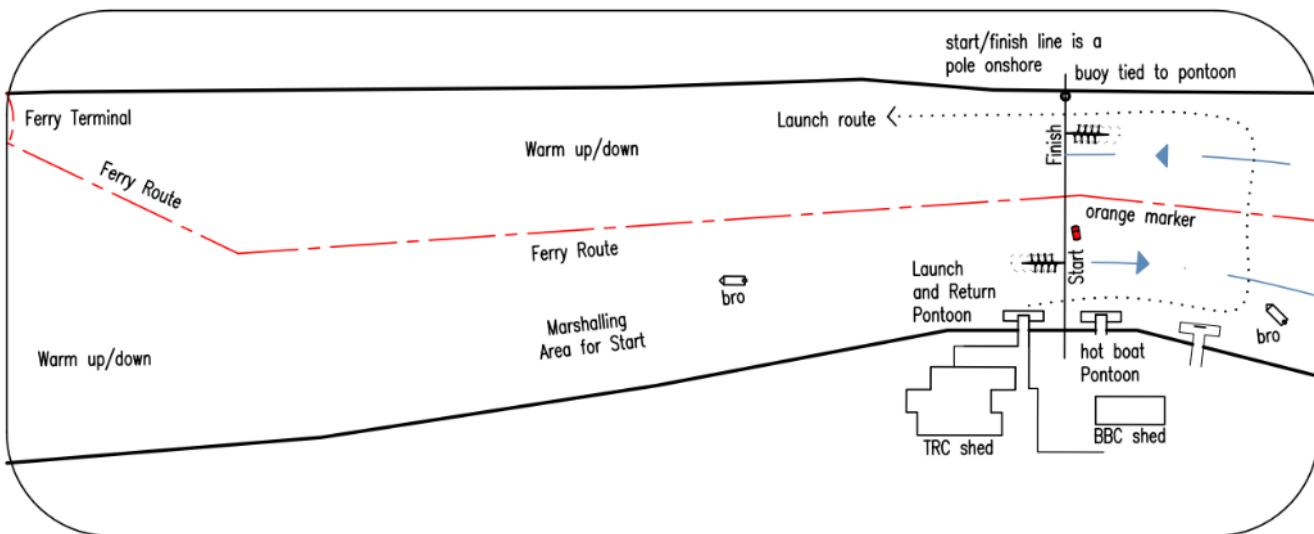 start/finish line is a
pole onshore
buoy tied to pontoon
Ferry Terminal
Launch route
Warm up/down
Finish
Ferry Route
orange marker
Ferry Route
Start
Launch
and Return
Pontoon
bro
Marshalling
Area for Start
bro
Warm up/down
hot boat
Pontoon
TRC shed
BBC shed